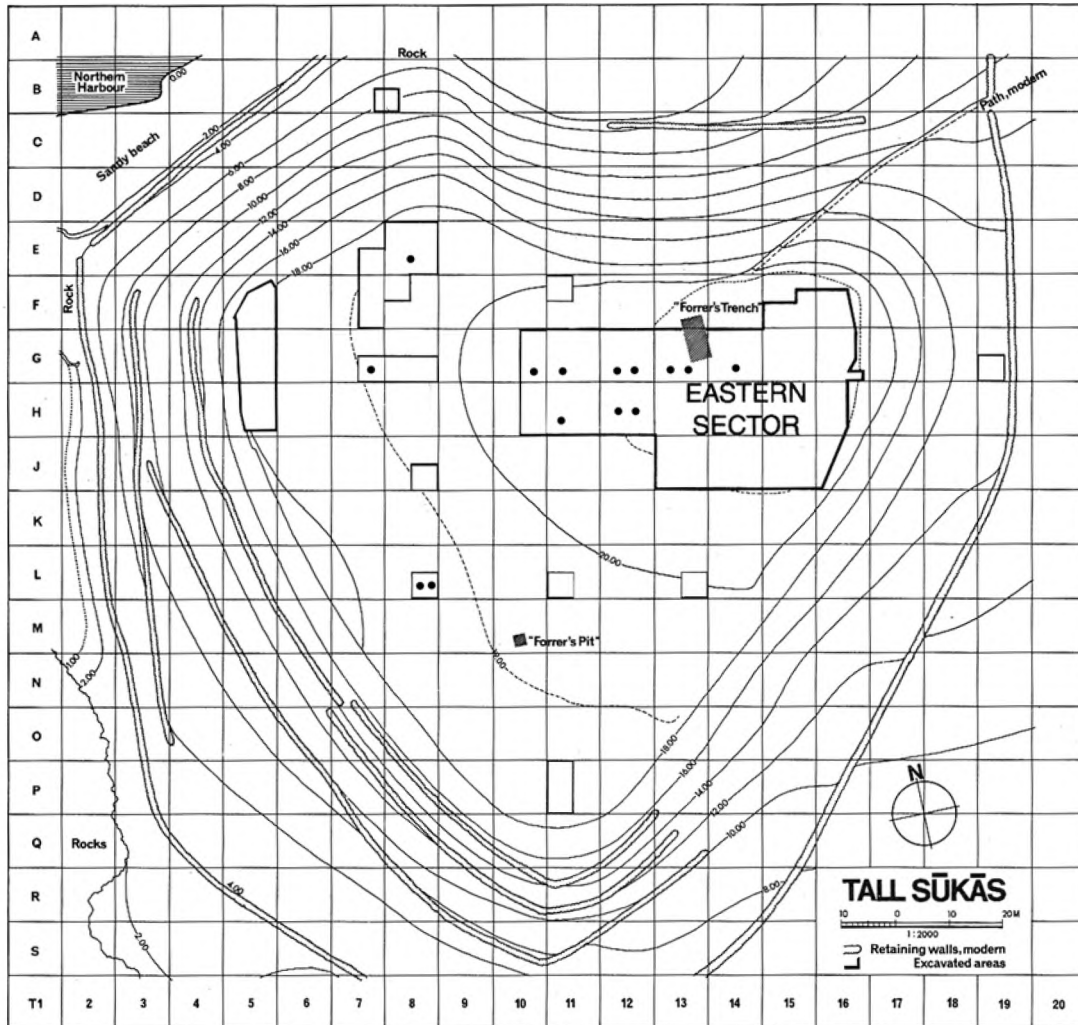 A
Rock
Northern
Harbour
0.00
B
Path, modern
2.00
C
4.00
Sandy beach
6.00
8.00
D
10.00
12.00
14.00
E
16.00
18.00
F
Rock
"Forrer's Trench"
G
EASTERN
H
SECTOR
J
K
20.00
L
M
"Forrer's Pit"
1.00
19.00
2.00
N
O
18.00
16.00
P
14.00
12.00
N
10.00
Q
Rocks
R
4.00
8.00
TALL SŪKĀS
10 0 10 20M
1:2000
2.00
S
Retaining walls, modern
Excavated areas
T1 2 3 4 5 6 7 8 9 10 11 12 13 14 15 16 17 18 19 20